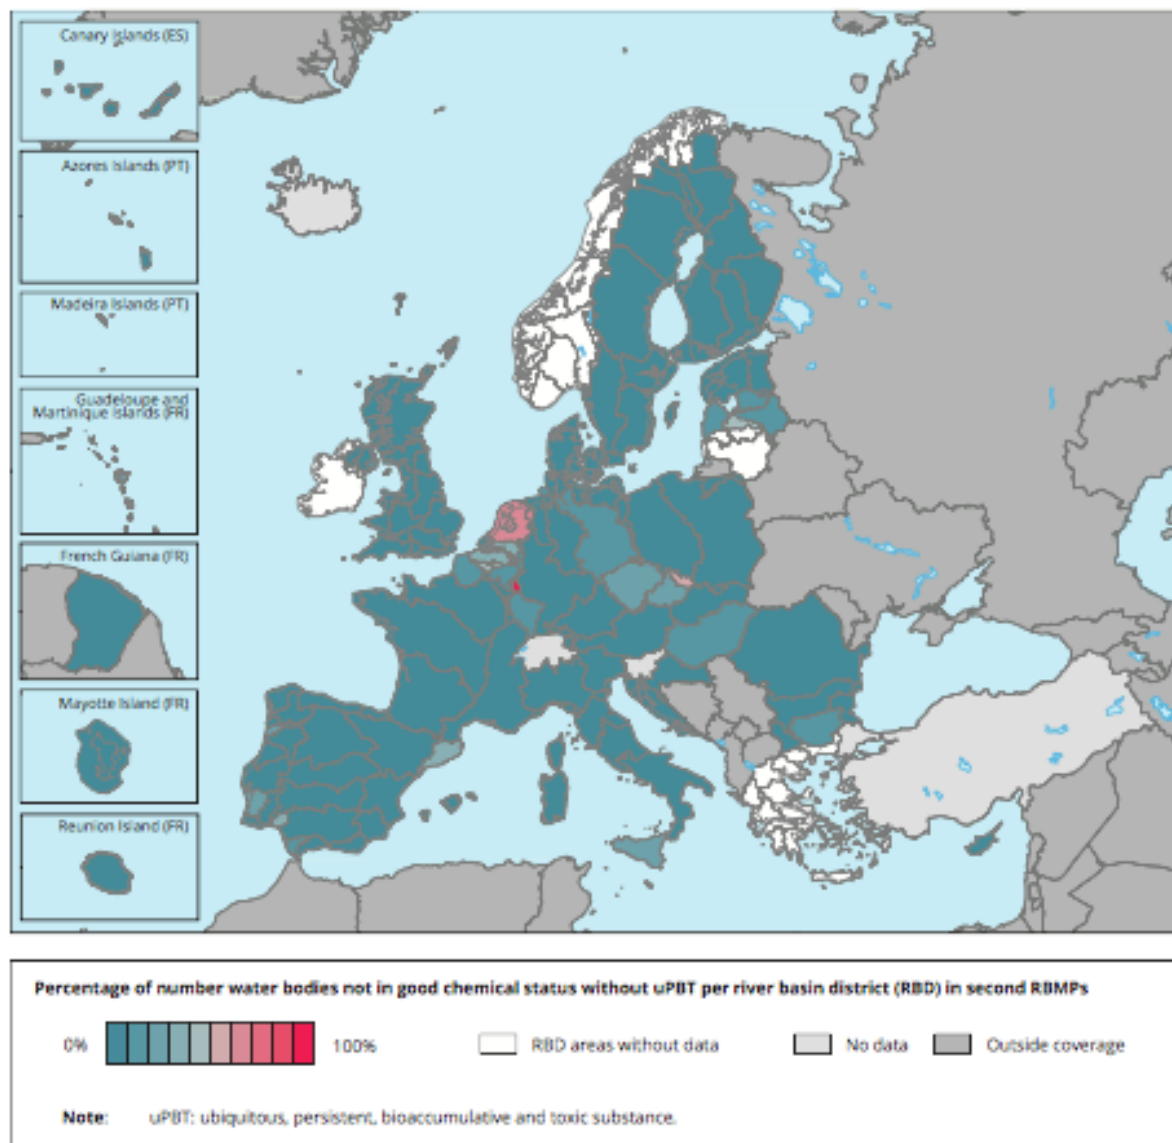 Canary Islands (ES)
Azores Islands (PT)
Madeira Islands (PT)
Guadeloupe and
Martinique Islands (FR)
French Guiana (FR)
Mayotte Island (FR)
Reunion Island (FR)
Percentage of number water bodies not in good chemical status without uPBT per river basin district (RBD) in second RBMPs
0% 100% RBD areas without data No data Outside coverage
Note: uPBT: ubiquitous, persistent, bioaccumulative and toxic substance.